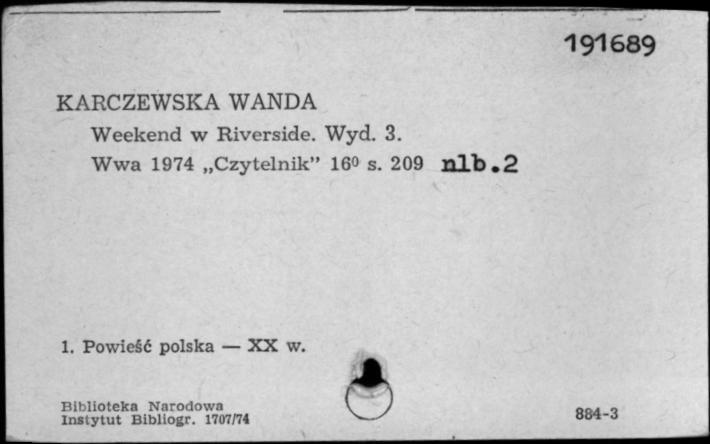 191689
KARCZEWSKA WANDA
Weekend w Riverside. Wyd. 3.
Wwa 1974 „Czytelnik” 16⁰ s. 209 nlb.2
1. Powieść polska — XX w.
Biblioteka Narodowa
Instytut Bibliogr. 1707/74
884-3